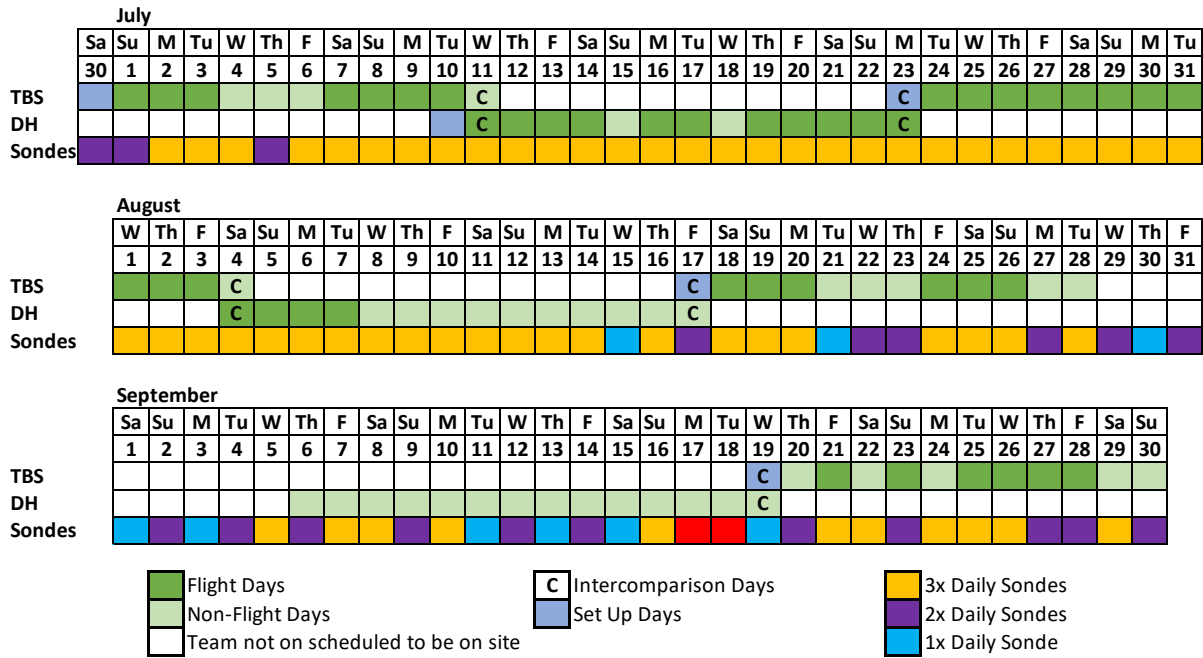 July
Sa Su M Tu W Th F Sa Su M Tu W Th F Sa Su M Tu W Th F Sa Su M Tu W Th F Sa Su M Tu
30 1 2 3 4 5 6 7 8 9 10 11 12 13 14 15 16 17 18 19 20 21 22 23 24 25 26 27 28 29 30 31
TBS C C
DH C C
Sondes
August
W Th F Sa Su M Tu W Th F Sa Su M Tu W Th F Sa Su M Tu W Th F Sa Su M Tu W Th F
1 2 3 4 5 6 7 8 9 10 11 12 13 14 15 16 17 18 19 20 21 22 23 24 25 26 27 28 29 30 31
TBS C C
DH C C
Sondes
September
Sa Su M Tu W Th F Sa Su M Tu W Th F Sa Su M Tu W Th F Sa Su M Tu W Th F Sa Su
1 2 3 4 5 6 7 8 9 10 11 12 13 14 15 16 17 18 19 20 21 22 23 24 25 26 27 28 29 30
TBS C
DH C
Sondes
Flight Days C Intercomparison Days 3x Daily Sondes
Non-Flight Days Set Up Days 2x Daily Sondes
Team not on scheduled to be on site 1x Daily Sonde